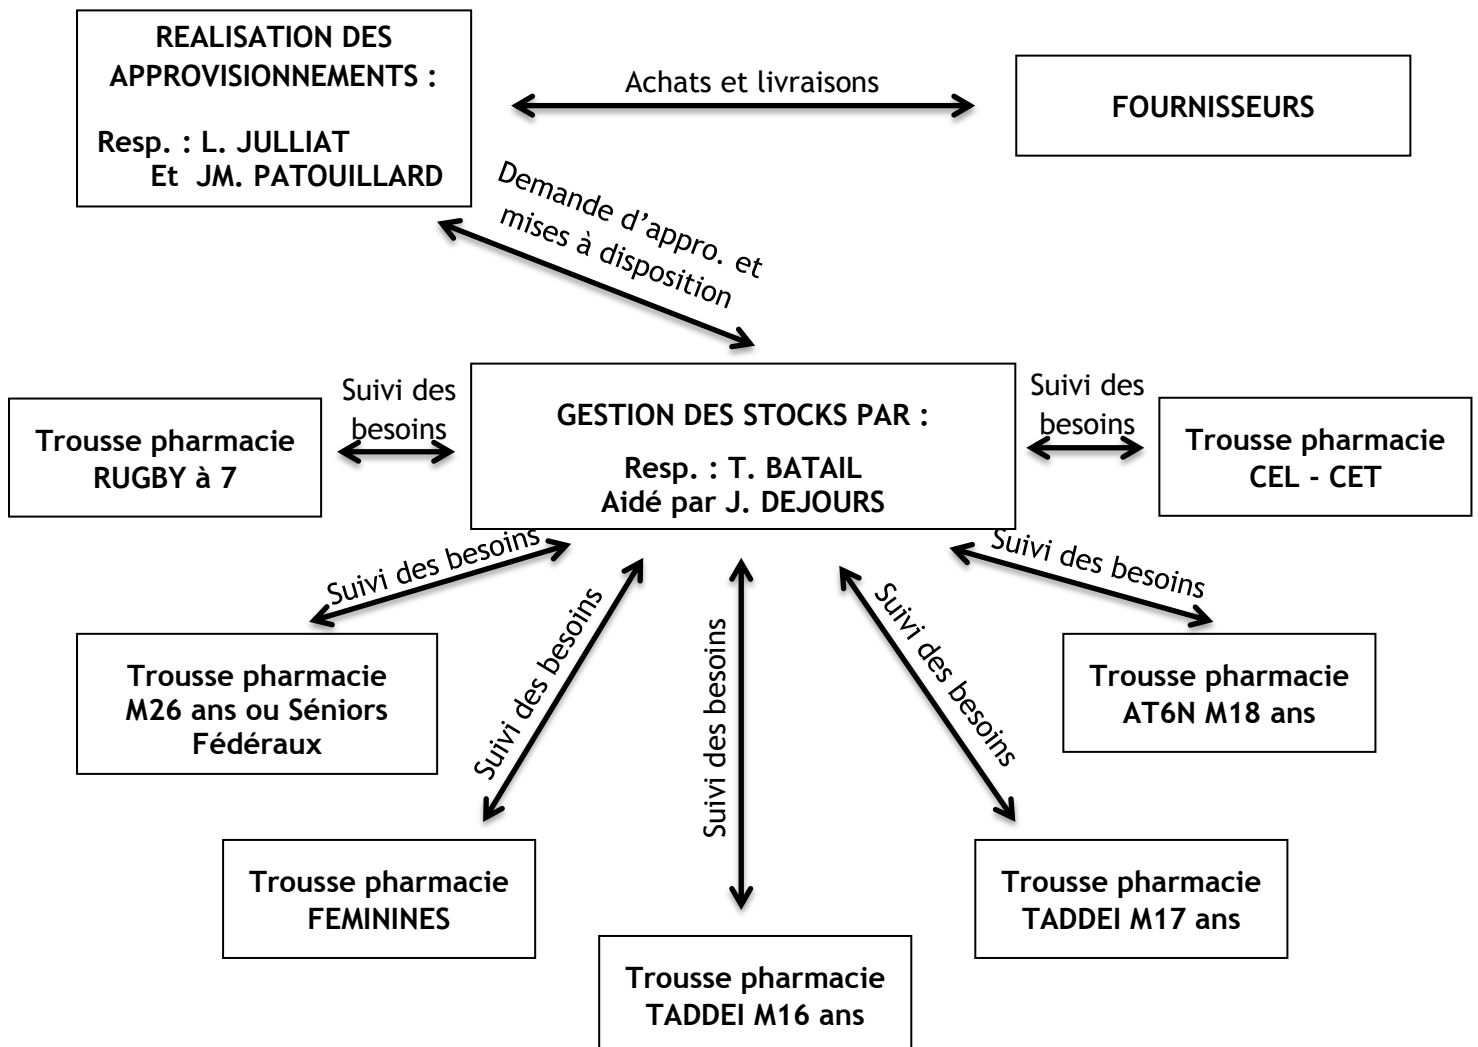 REALISATION DES
APPROVISIONNEMENTS :
Resp. : L. JULLIAT
Et JM. PATOUILLARD
Achats et livraisons
FOURNISSEURS
Demande d’appro. et
mises à disposition
Trousse pharmacie
RUGBY à 7
Suivi des
besoins
GESTION DES STOCKS PAR :
Resp. : T. BATAIL
Aidé par J. DEJOURS
Suivi des
besoins
Trousse pharmacie
CEL - CET
Suivi des besoins
Suivi des besoins
Suivi des besoins
Suivi des besoins
Suivi des besoins
Trousse pharmacie
M26 ans ou Séniors
Fédéraux
Trousse pharmacie
AT6N M18 ans
Trousse pharmacie
FEMININES
Trousse pharmacie
TADDEI M17 ans
Trousse pharmacie
TADDEI M16 ans